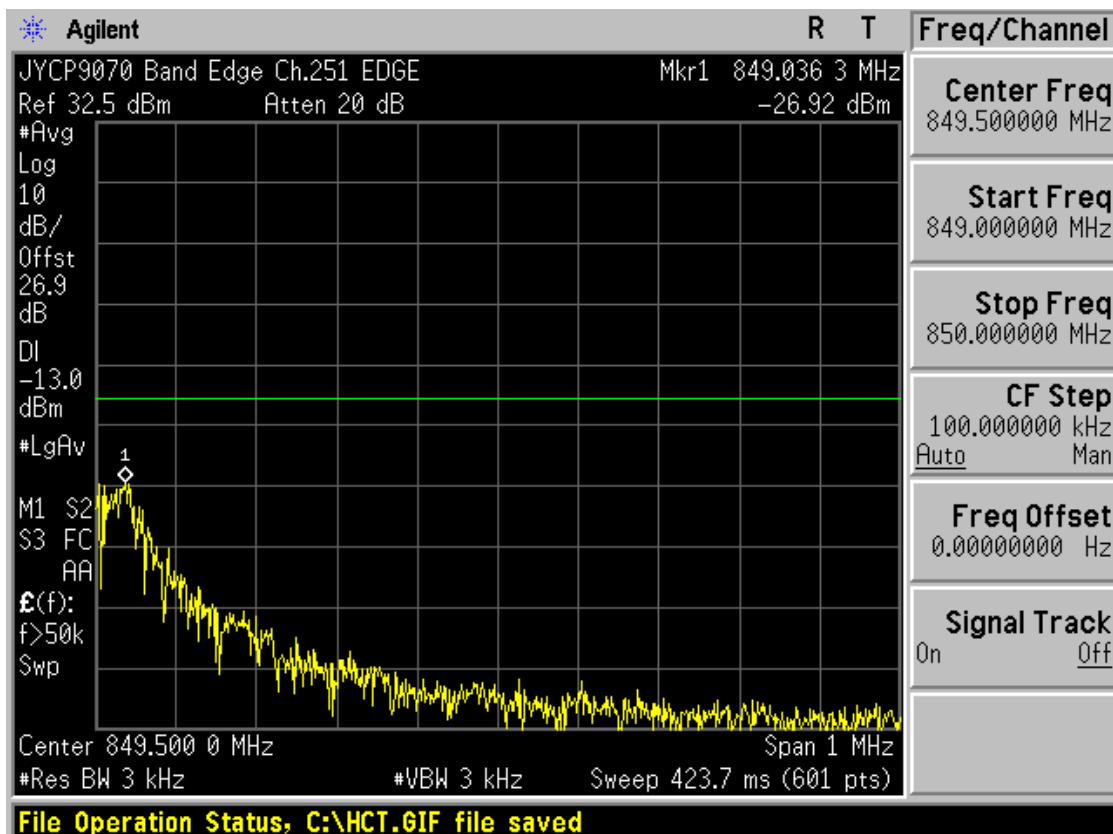 Agilent
R T
JYCP9070 Band Edge Ch.251 EDGE
Mkr1 849.036 3 MHz
Ref 32.5 dBm
Atten 20 dB
-26.92 dBm
#Avg
Log
10
dB/
Offst
26.9
dB
DI
-13.0
dBm
#LgAv
1
M1 S2
S3 FC
AA
£(f):
f>50k
Swp
Center 849.500 0 MHz
Span 1 MHz
#Res BW 3 kHz
#VBW 3 kHz
Sweep 423.7 ms (601 pts)
File Operation Status, C:\HCT.GIF file saved
Freq/Channel
Center Freq
849.500000 MHz
Start Freq
849.000000 MHz
Stop Freq
850.000000 MHz
CF Step
100.000000 kHz
Auto Man
Freq Offset
0.00000000 Hz
Signal Track
On Off